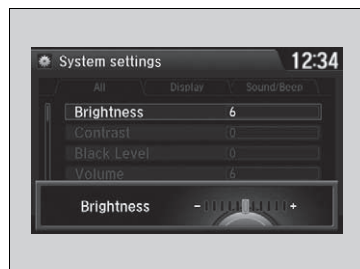 System settings 12:34
All Display Sound/Beep
Brightness 6
Contrast 0
Black Level 0
Volume 6
Brightness - +